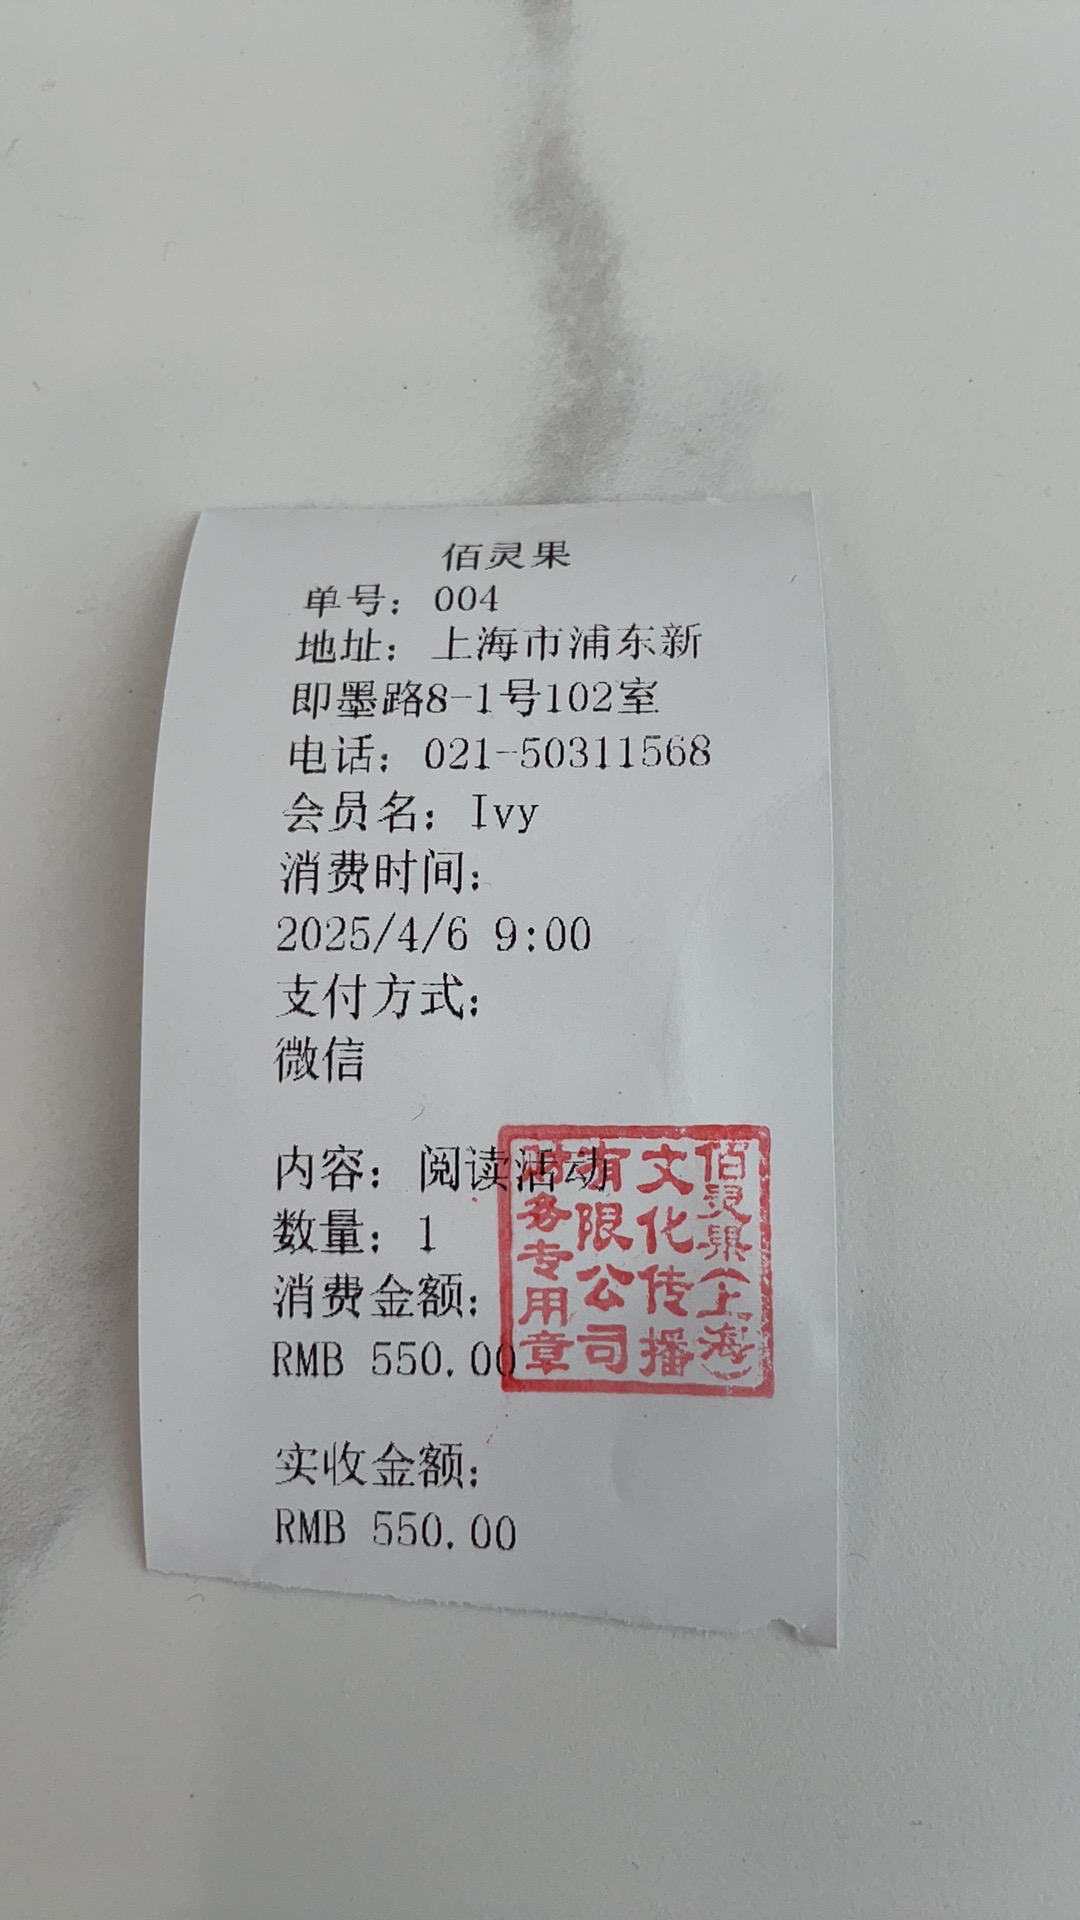 佰灵果
单号：004
地址：上海市浦东新
即墨路8-1号102室
电话：021-50311568
会员名：Ivy
消费时间：
2025/4/6 9:00
支付方式：
微信
内容：阅读活动
数量：1
消费金额：
RMB 550.00
实收金额：
RMB 550.00
佰灵果（上海）
文化传播
有限公司
财务专用章